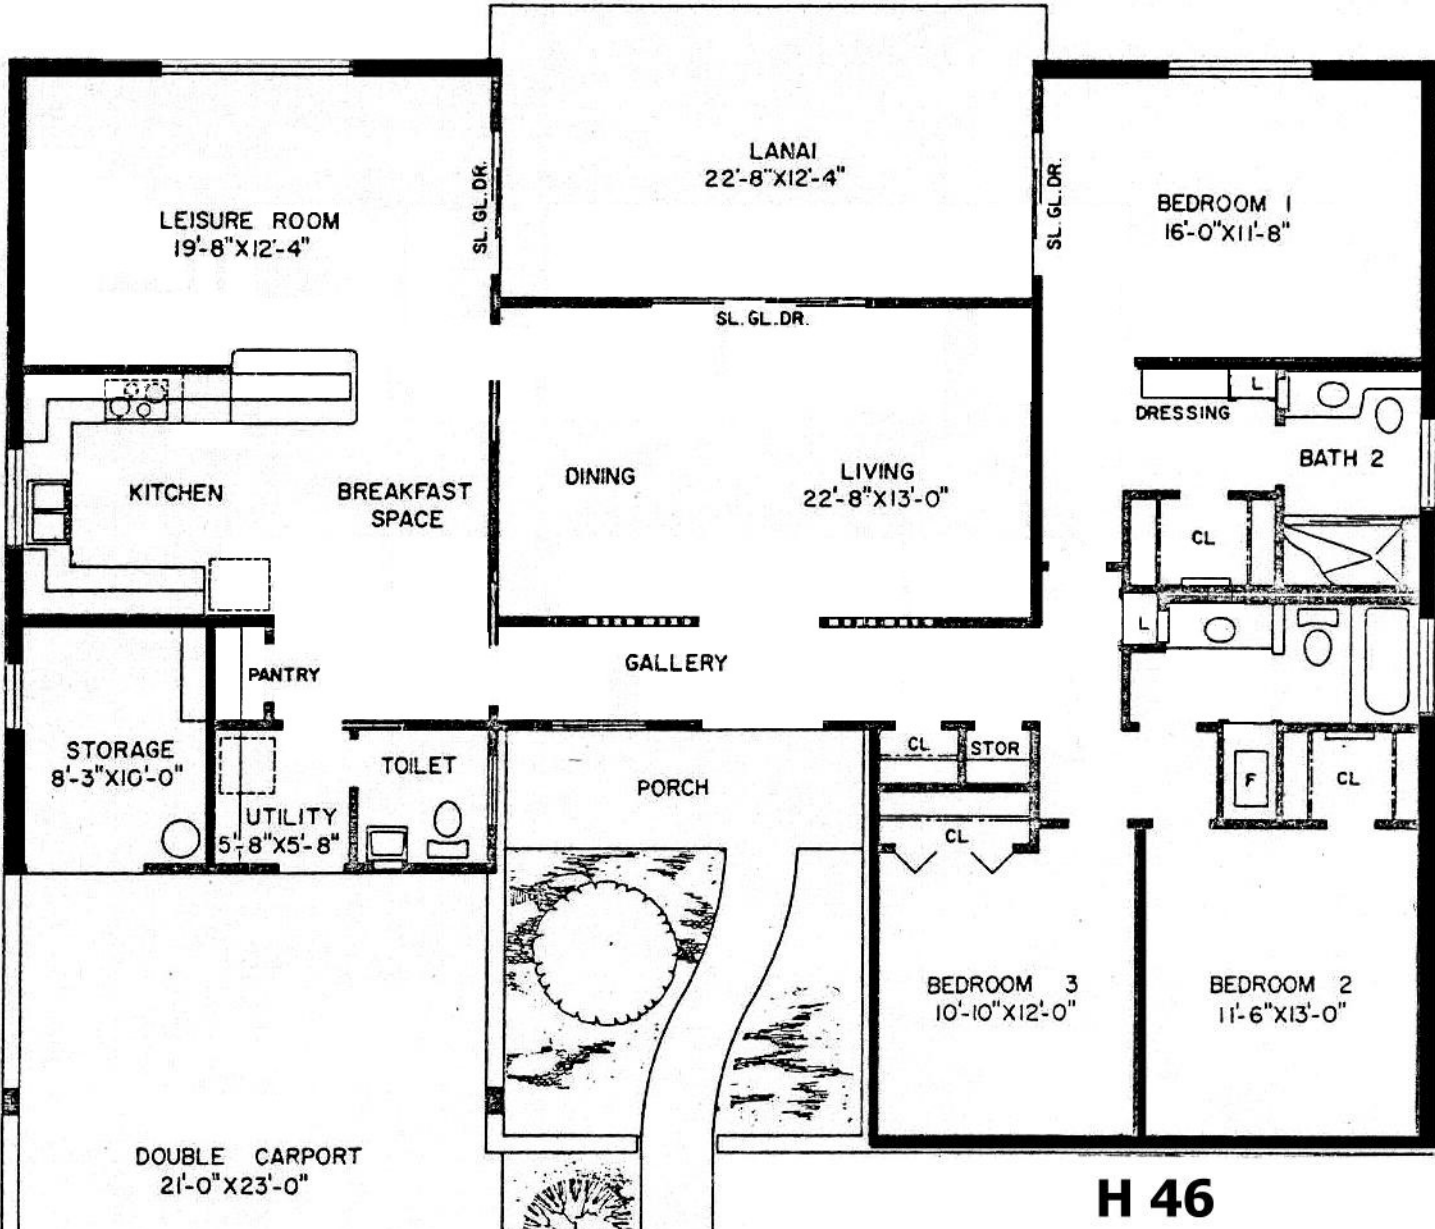 LANAI
22'-8"X12'-4"
LEISURE ROOM
19'-8"X12'-4"
SL.GL.DR.
SL.GL.DR.
BEDROOM 1
16'-0"X11'-8"
SL.GL.DR.
L
DRESSING
BATH 2
KITCHEN
BREAKFAST
SPACE
DINING
LIVING
22'-8"X13'-0"
CL
L
GALLERY
PANTRY
STORAGE
8'-3"X10'-0"
TOILET
UTILITY
5'-8"X5'-8"
PORCH
CL
STOR
CL
F
CL
BEDROOM 3
10'-10"X12'-0"
BEDROOM 2
11'-6"X13'-0"
DOUBLE CARPORT
21'-0"X23'-0"
H 46